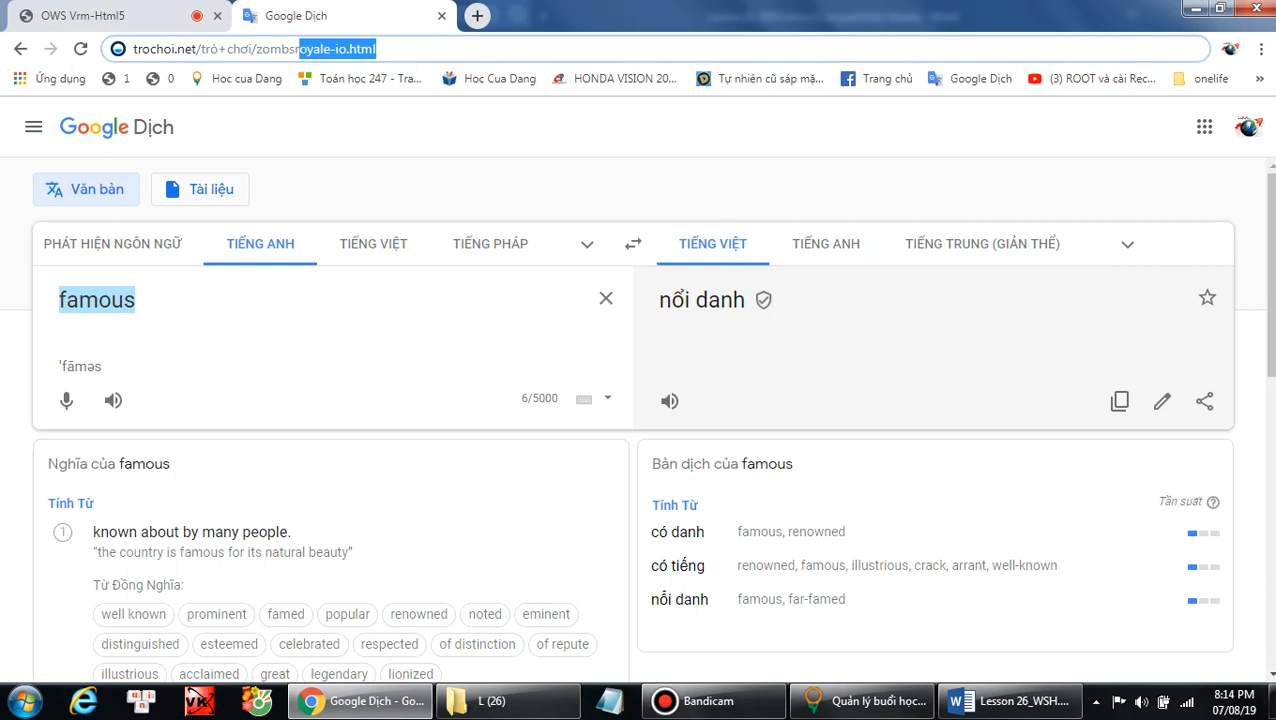 OWS Vrm-Html5
Google Dịch
trochoi.net/trò+chơi/zombsroyale-io.html
Ứng dụng
1
0
Hoc cua Dang
Toán học 247 - Tra...
Học Cua Dang
HONDA VISION 20...
Tự nhiên cũ sáp mặ...
Trang chủ
Google Dịch
(3) ROOT và cài Rec...
onelife
»
Google Dịch
Văn bản
Tài liệu
PHÁT HIỆN NGÔN NGỮ
TIẾNG ANH
TIẾNG VIỆT
TIẾNG PHÁP
TIẾNG VIỆT
TIẾNG ANH
TIẾNG TRUNG (GIẢN THỂ)
famous
nổi danh
ˈfāməs
6/5000
Nghĩa của famous
Tính Từ
1
known about by many people.
“the country is famous for its natural beauty”
Từ Đồng Nghĩa:
well known
prominent
famed
popular
renowned
noted
eminent
distinguished
esteemed
celebrated
respected
of distinction
of repute
illustrious
acclaimed
great
legendary
lionized
Bản dịch của famous
Tính Từ
Tần suất
có danh
famous, renowned
có tiếng
renowned, famous, illustrious, crack, arrant, well-known
nổi danh
famous, far-famed
Google Dịch - Go...
L (26)
Bandicam
Quản lý buổi học...
Lesson 26_WSH....
8:14 PM
07/08/19